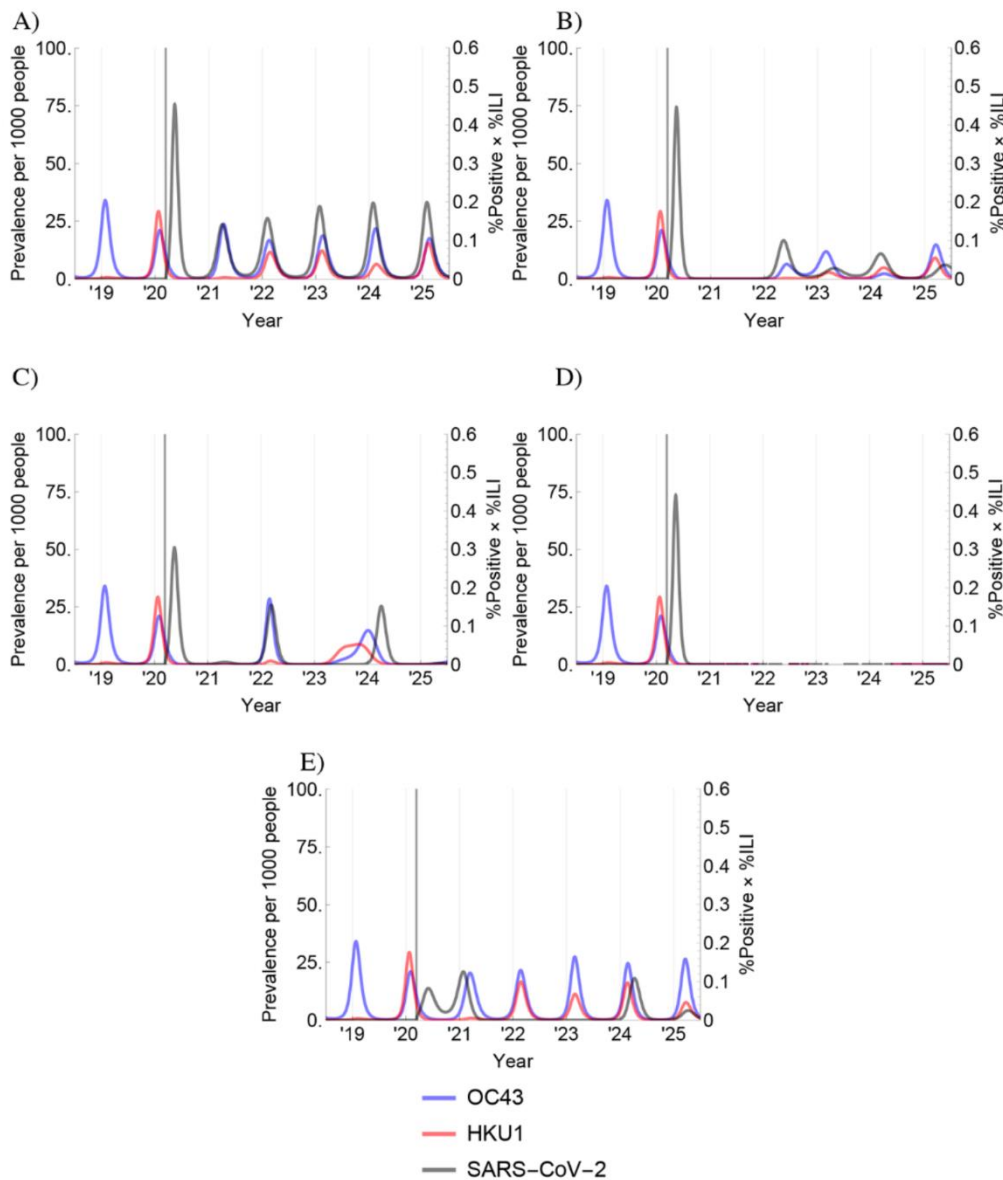 A)
B)
100.
75.
50.
25.
0.
Prevalence per 1000 people
0.6
0.5
0.4
0.3
0.2
0.1
0
%Positive × %ILI
'19 '20 '21 '22 '23 '24 '25
Year
100.
75.
50.
25.
0.
Prevalence per 1000 people
0.6
0.5
0.4
0.3
0.2
0.1
0
%Positive × %ILI
'19 '20 '21 '22 '23 '24 '25
Year
C)
D)
100.
75.
50.
25.
0.
Prevalence per 1000 people
0.6
0.5
0.4
0.3
0.2
0.1
0
%Positive × %ILI
'19 '20 '21 '22 '23 '24 '25
Year
100.
75.
50.
25.
0.
Prevalence per 1000 people
0.6
0.5
0.4
0.3
0.2
0.1
0
%Positive × %ILI
'19 '20 '21 '22 '23 '24 '25
Year
E)
100.
75.
50.
25.
0.
Prevalence per 1000 people
0.6
0.5
0.4
0.3
0.2
0.1
0
%Positive × %ILI
'19 '20 '21 '22 '23 '24 '25
Year
OC43
HKU1
SARS-CoV-2